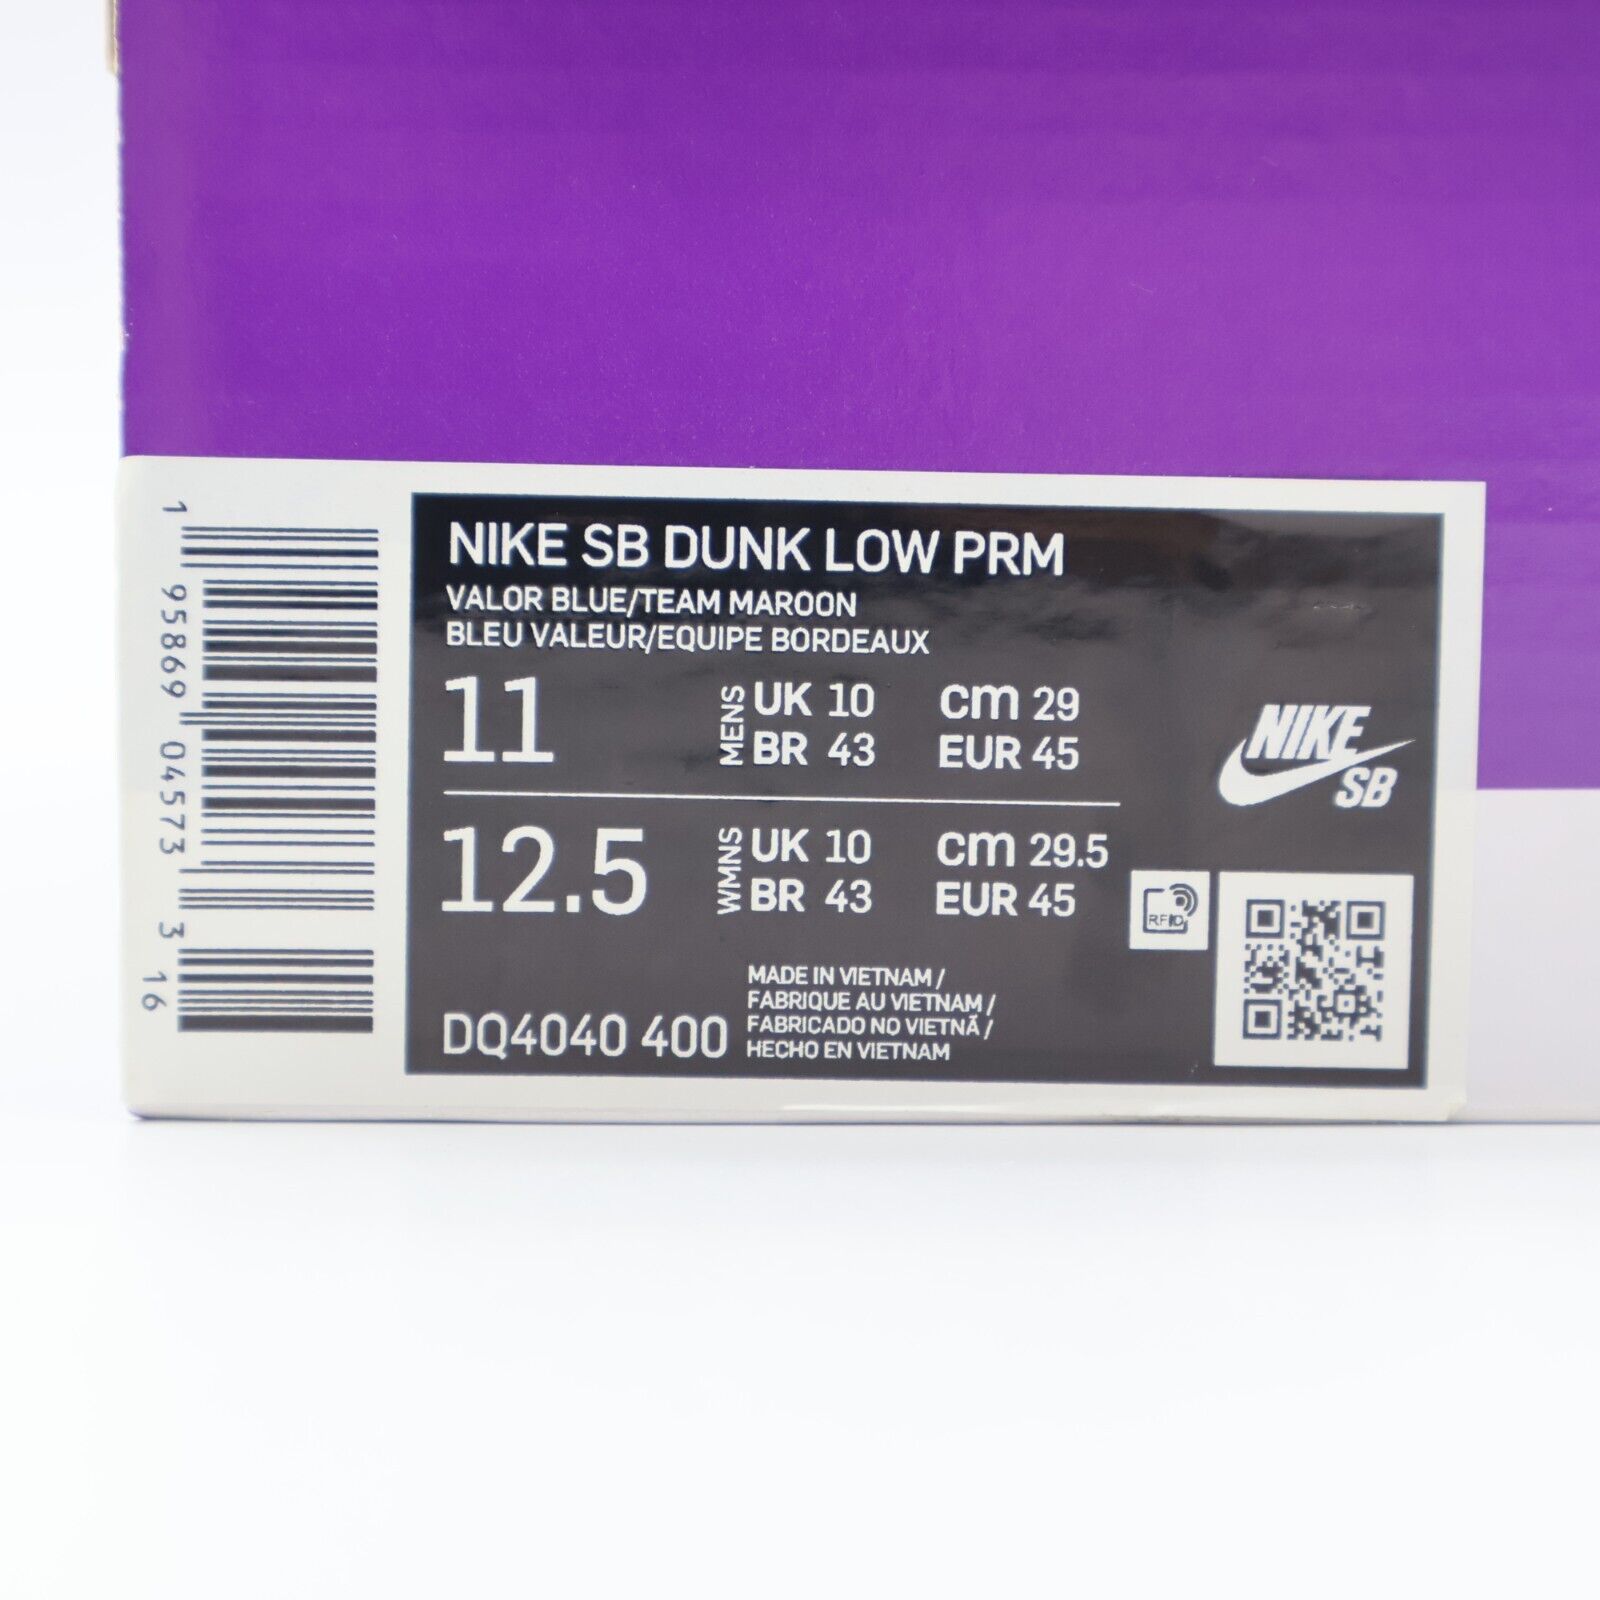 NIKE SB DUNK LOW PRM
VALOR BLUE/TEAM MAROON
BLEU VALEUR/EQUIPE BORDEAUX
11 MENS UK 10 cm 29
BR 43 EUR 45
12.5 WMNS UK 10 cm 29.5
BR 43 EUR 45
DQ4040 400
MADE IN VIETNAM /
FABRIQUE AU VIETNAM /
FABRICADO NO VIETNÃ /
HECHO EN VIETNAM
NIKE
SB
RFID
1 95869 04573 3 16